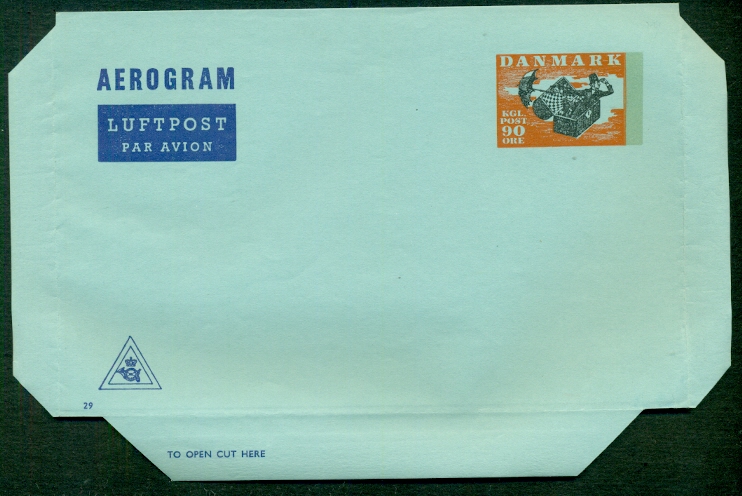 AEROGRAM
LUFTPOST
PAR AVION
DANMARK
KGL.
POST
90
ØRE
29
TO OPEN CUT HERE